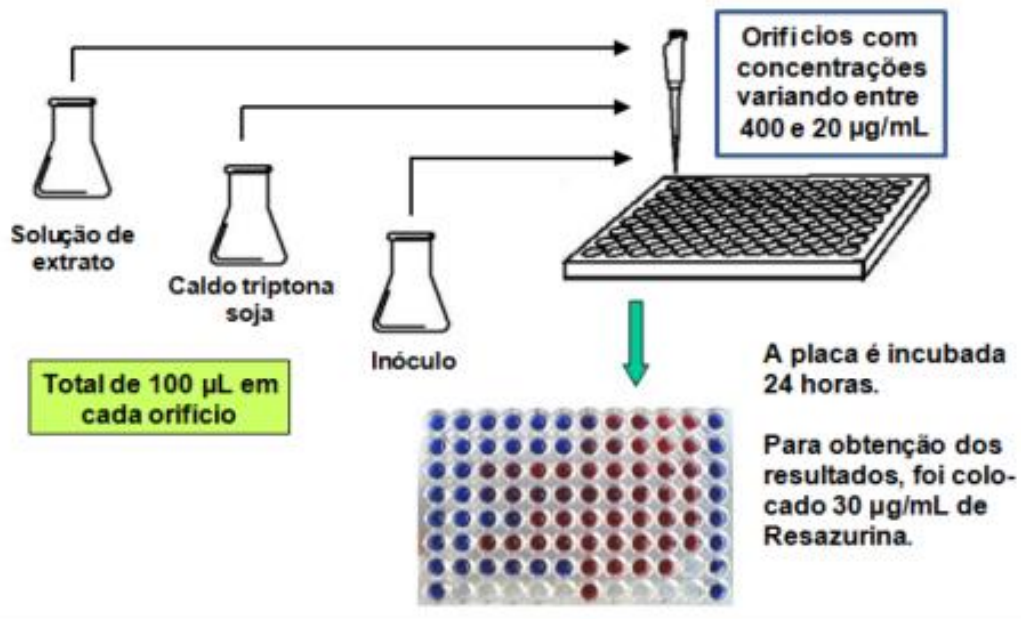 Orifícios com
concentrações
variando entre
400 e 20 µg/mL
Solução de
extrato
Caldo triptona
soja
Inóculo
Total de 100 µL em
cada orifício
A placa é incubada
24 horas.
Para obtenção dos
resultados, foi colo-
cado 30 µg/mL de
Resazurina.